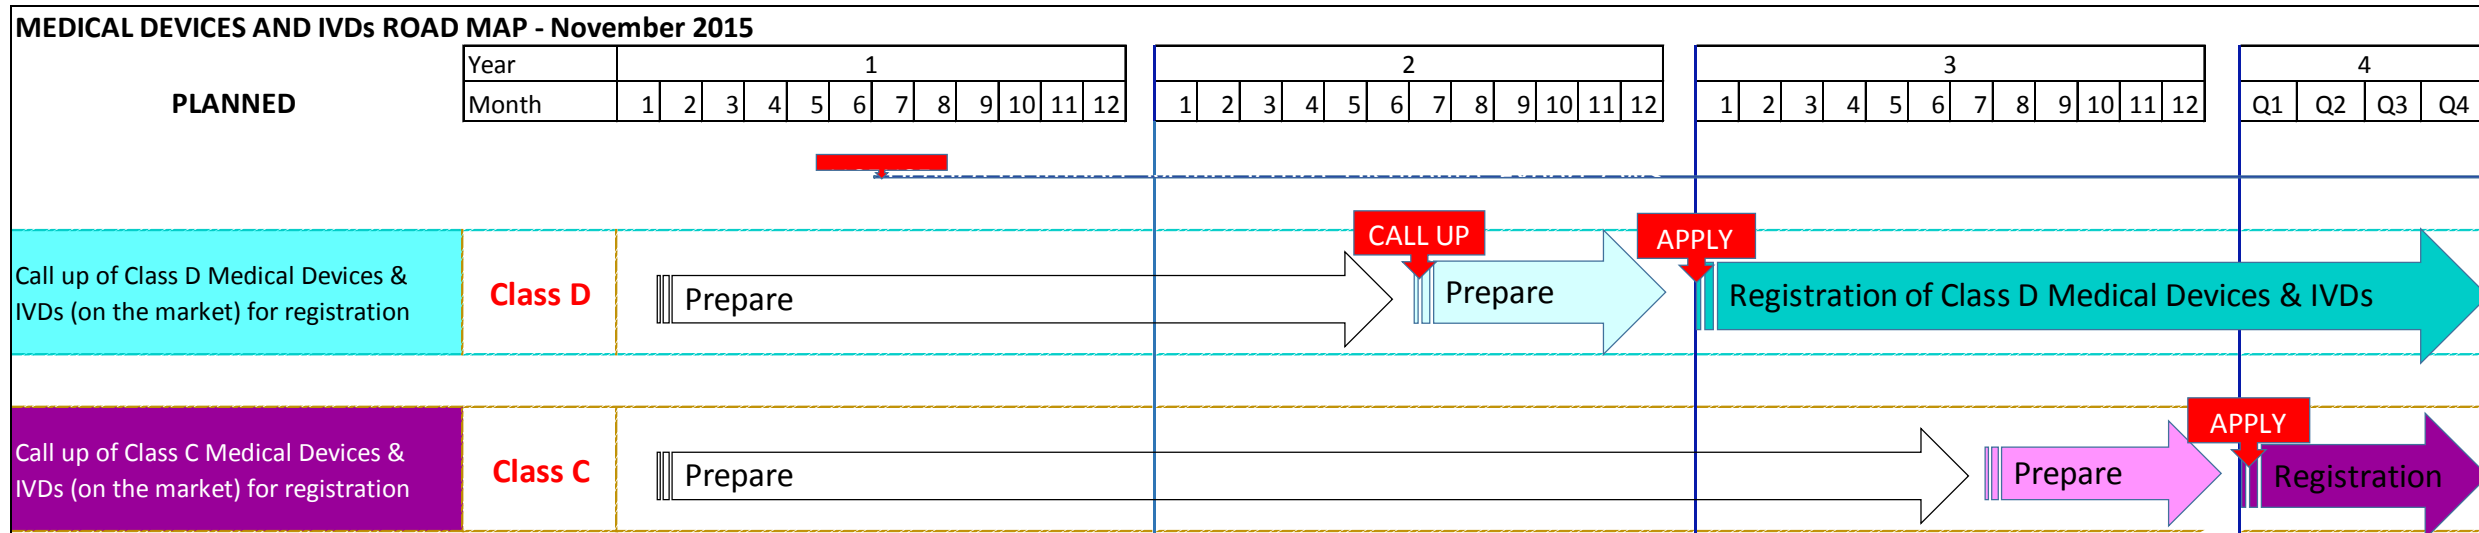 MEDICAL DEVICES AND IVDs ROAD MAP - November 2015
Year 1 2 3 4
PLANNED
Month 1 2 3 4 5 6 7 8 9 10 11 12 1 2 3 4 5 6 7 8 9 10 11 12 1 2 3 4 5 6 7 8 9 10 11 12 Q1 Q2 Q3 Q4
CALL UP
APPLY
Call up of Class D Medical Devices &
IVDs (on the market) for registration
Class D
Prepare
Prepare
Registration of Class D Medical Devices & IVDs
APPLY
Call up of Class C Medical Devices &
IVDs (on the market) for registration
Class C
Prepare
Prepare
Registration